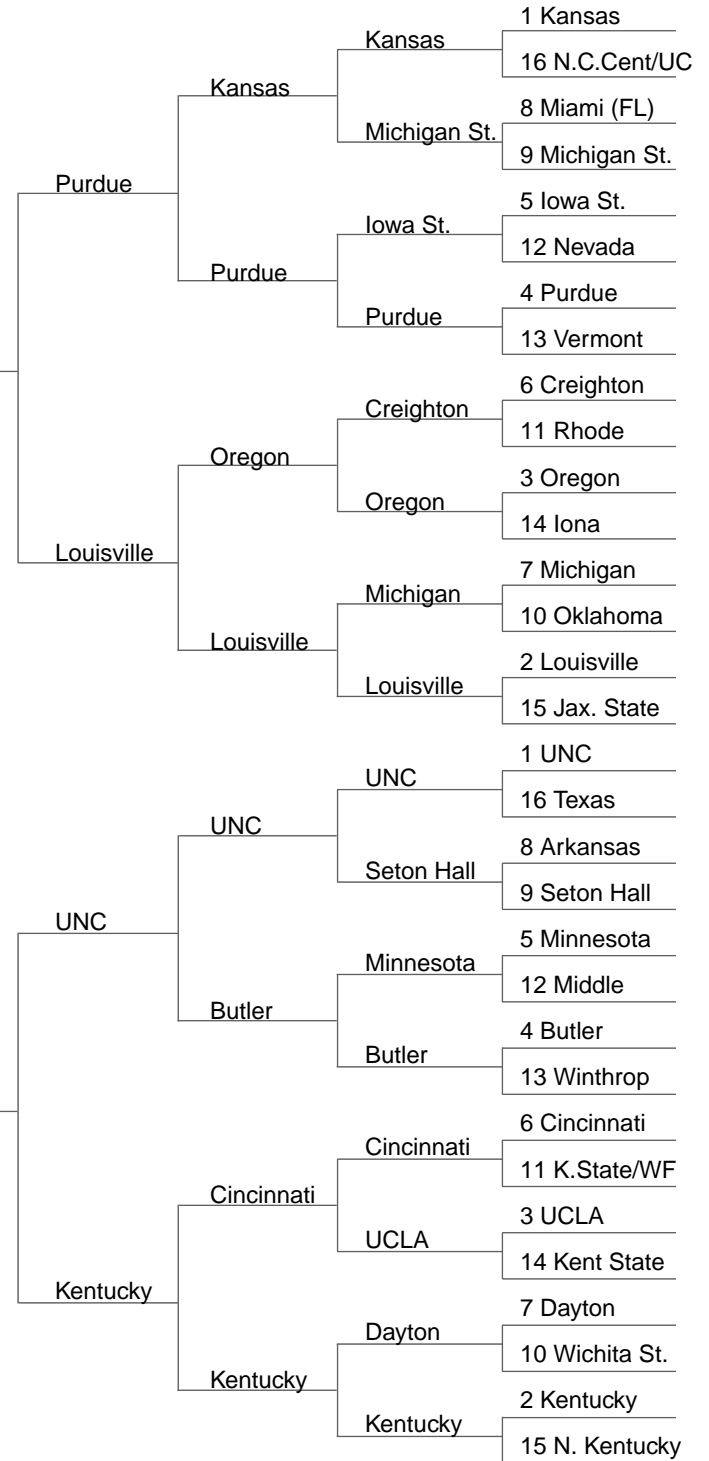 1 Kansas
Kansas
16 N.C.Cent/UC
Kansas
8 Miami (FL)
Michigan St.
9 Michigan St.
Purdue
5 Iowa St.
Iowa St.
12 Nevada
Purdue
4 Purdue
Purdue
13 Vermont
6 Creighton
Creighton
11 Rhode
Oregon
3 Oregon
Oregon
14 Iona
Louisville
7 Michigan
Michigan
10 Oklahoma
Louisville
2 Louisville
Louisville
15 Jax. State
1 UNC
UNC
16 Texas
UNC
8 Arkansas
Seton Hall
9 Seton Hall
UNC
5 Minnesota
Minnesota
12 Middle
Butler
4 Butler
Butler
13 Winthrop
6 Cincinnati
Cincinnati
11 K.State/WF
Cincinnati
3 UCLA
UCLA
14 Kent State
Kentucky
7 Dayton
Dayton
10 Wichita St.
Kentucky
2 Kentucky
Kentucky
15 N. Kentucky